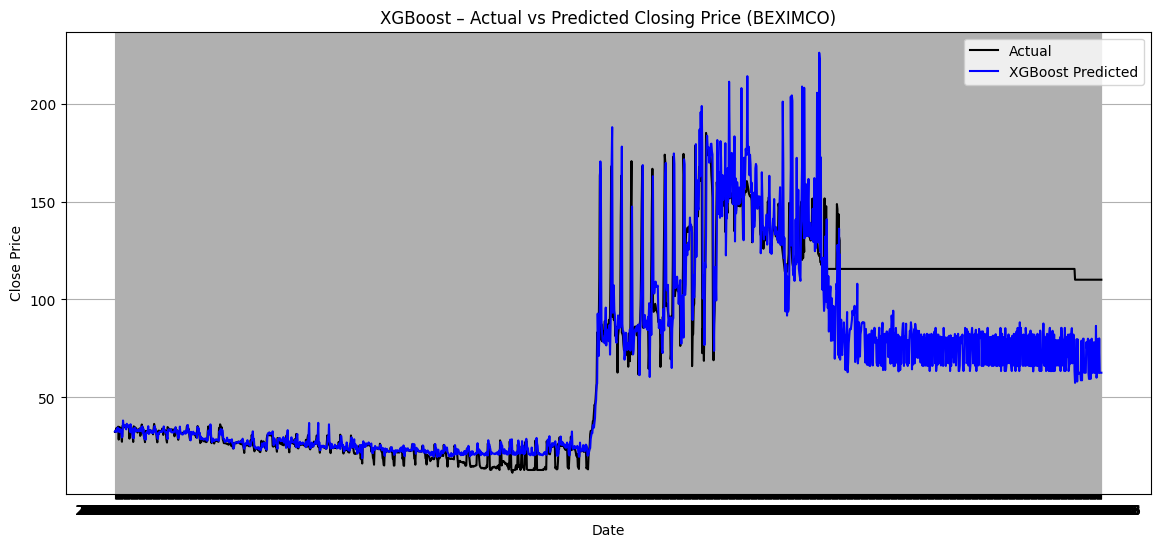 XGBoost – Actual vs Predicted Closing Price (BEXIMCO)
Actual
XGBoost Predicted
200
150
100
50
Close Price
Date